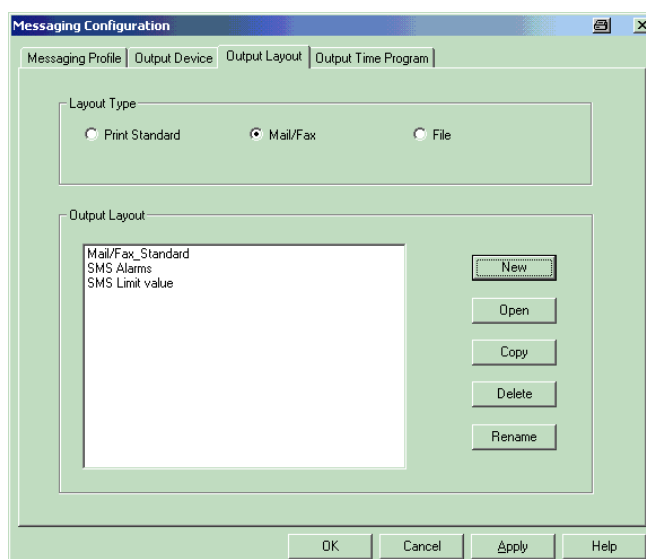 Messaging Configuration
Messaging Profile Output Device Output Layout Output Time Program
Layout Type
Print Standard Mail/Fax File
Output Layout
Mail/Fax_Standard
SMS Alarms
SMS Limit value
New
Open
Copy
Delete
Rename
OK Cancel Apply Help